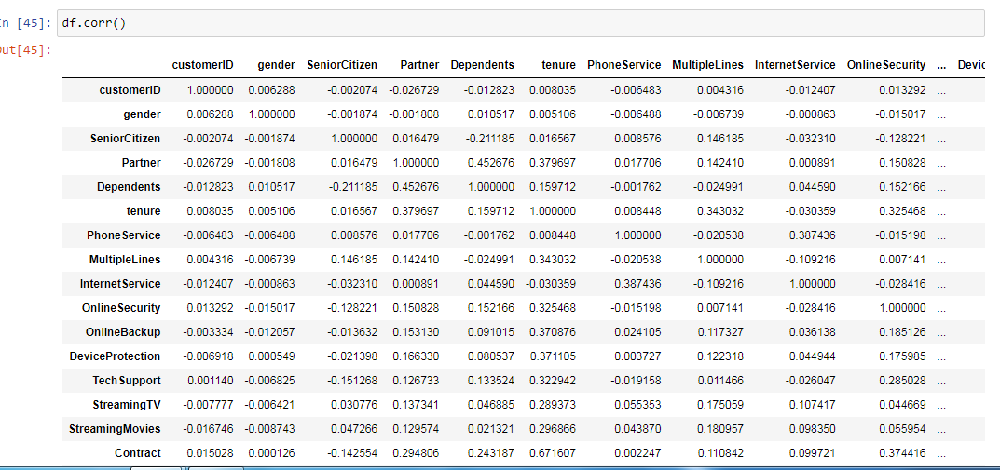 In [45]: df.corr()
Out[45]:
customerID gender SeniorCitizen Partner Dependents tenure PhoneService MultipleLines InternetService OnlineSecurity ... Devic
customerID 1.000000 0.006288 -0.002074 -0.026729 -0.012823 0.008035 -0.006483 0.004316 -0.012407 0.013292 ...
gender 0.006288 1.000000 -0.001874 -0.001808 0.010517 0.005106 -0.006488 -0.006739 -0.000863 -0.015017 ...
SeniorCitizen -0.002074 -0.001874 1.000000 0.016479 -0.211185 0.016567 0.008576 0.146185 -0.032310 -0.128221 ...
Partner -0.026729 -0.001808 0.016479 1.000000 0.452676 0.379697 0.017706 0.142410 0.000891 0.150828 ...
Dependents -0.012823 0.010517 -0.211185 0.452676 1.000000 0.159712 -0.001762 -0.024991 0.044590 0.152166 ...
tenure 0.008035 0.005106 0.016567 0.379697 0.159712 1.000000 0.008448 0.343032 -0.030359 0.325468 ...
PhoneService -0.006483 -0.006488 0.008576 0.017706 -0.001762 0.008448 1.000000 -0.020538 0.387436 -0.015198 ...
MultipleLines 0.004316 -0.006739 0.146185 0.142410 -0.024991 0.343032 -0.020538 1.000000 -0.109216 0.007141 ...
InternetService -0.012407 -0.000863 -0.032310 0.000891 0.044590 -0.030359 0.387436 -0.109216 1.000000 -0.028416 ...
OnlineSecurity 0.013292 -0.015017 -0.128221 0.150828 0.152166 0.325468 -0.015198 0.007141 -0.028416 1.000000 ...
OnlineBackup -0.003334 -0.012057 -0.013632 0.153130 0.091015 0.370876 0.024105 0.117327 0.036138 0.185126 ...
DeviceProtection -0.006918 0.000549 -0.021398 0.166330 0.080537 0.371105 0.003727 0.122318 0.044944 0.175985 ...
TechSupport 0.001140 -0.006825 -0.151268 0.126733 0.133524 0.322942 -0.019158 0.011466 -0.026047 0.285028 ...
StreamingTV -0.007777 -0.006421 0.030776 0.137341 0.046885 0.289373 0.055353 0.175059 0.107417 0.044669 ...
StreamingMovies -0.016746 -0.008743 0.047266 0.129574 0.021321 0.296866 0.043870 0.180957 0.098350 0.055954 ...
Contract 0.015028 0.000126 -0.142554 0.294806 0.243187 0.671607 0.002247 0.110842 0.099721 0.374416 ...